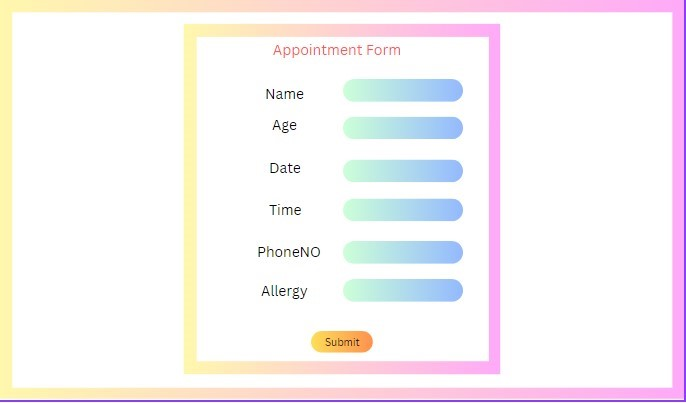 Appointment Form
Name
Age
Date
Time
PhoneNO
Allergy
Submit